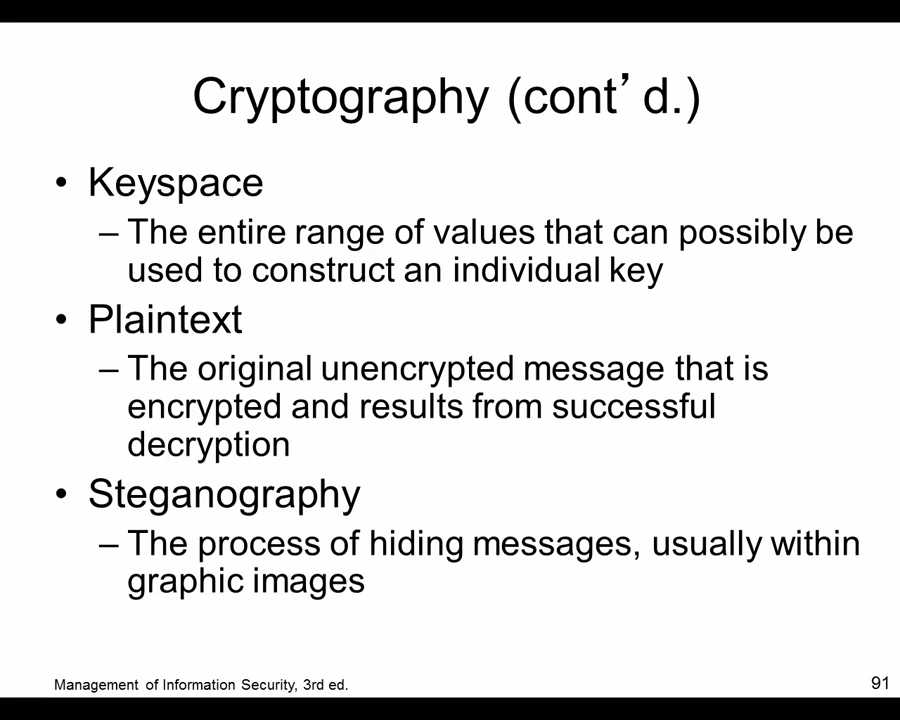 Cryptography (cont’d.)
• Keyspace
– The entire range of values that can possibly be
used to construct an individual key
• Plaintext
– The original unencrypted message that is
encrypted and results from successful
decryption
• Steganography
– The process of hiding messages, usually within
graphic images
Management of Information Security, 3rd ed.
91